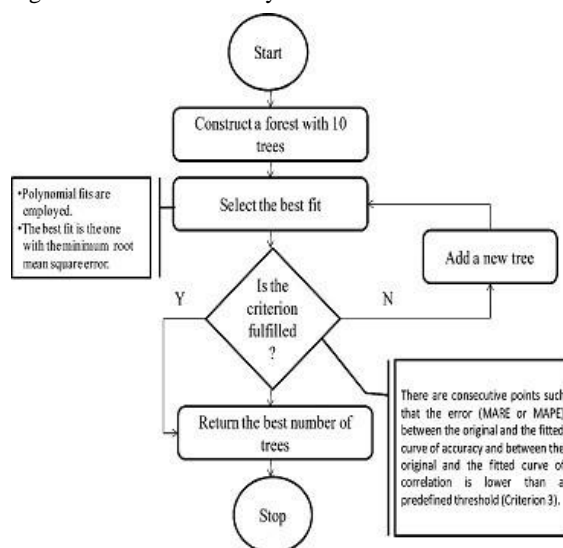 Start
Construct a forest with 10
trees
Select the best fit
•Polynomial fits are
employed.
•The best fit is the one
with the minimum root
mean square error.
Add a new tree
Y
Is the
criterion
fulfilled
?
N
There are consecutive points such
that the error (MARE or MAPE)
between the original and the fitted
curve of accuracy and between the
original and the fitted curve of
correlation is lower than a
predefined threshold (Criterion 3).
Return the best number of
trees
Stop